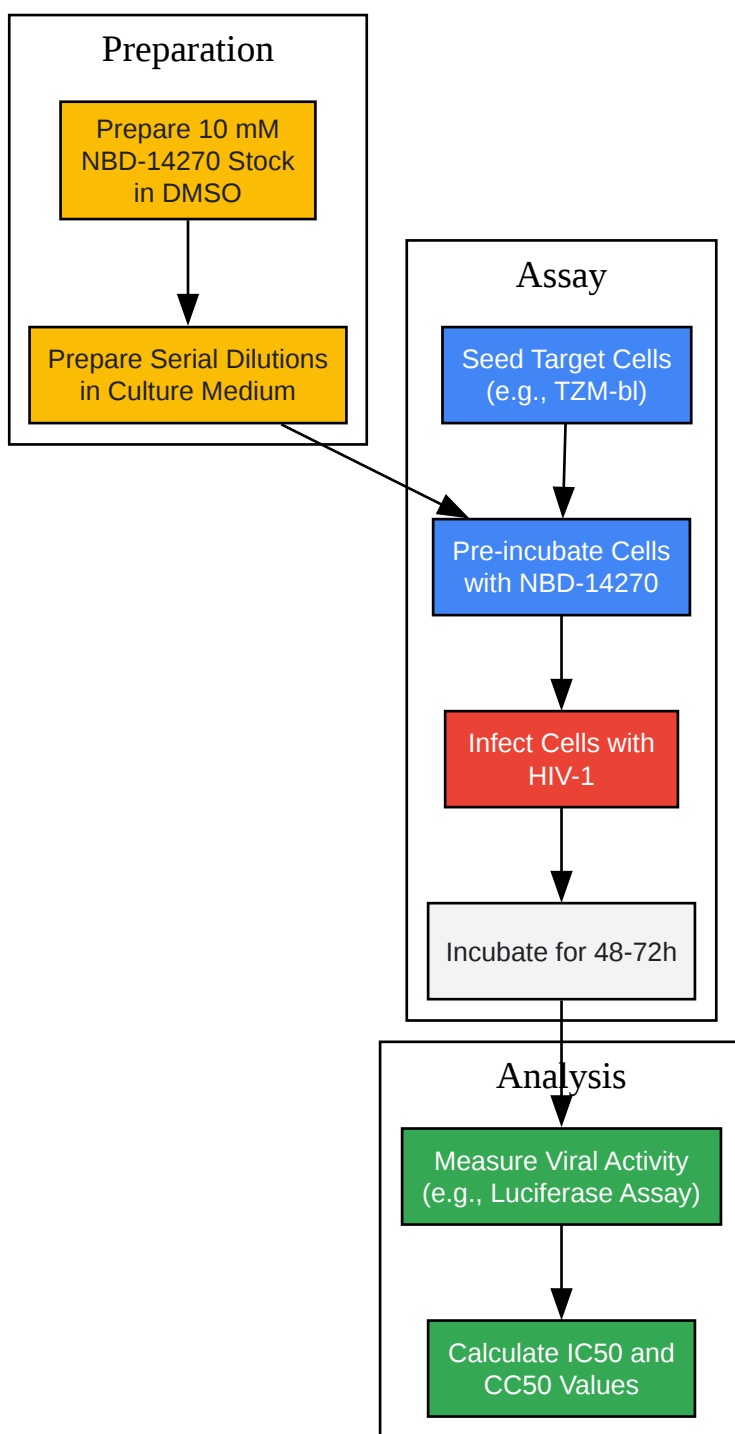 Preparation
Prepare 10 mM
NBD-14270 Stock
in DMSO
Prepare Serial Dilutions
in Culture Medium
Assay
Seed Target Cells
(e.g., TZM-bl)
Pre-incubate Cells
with NBD-14270
Infect Cells with
HIV-1
Incubate for 48-72h
Analysis
Measure Viral Activity
(e.g., Luciferase Assay)
Calculate IC50 and
CC50 Values